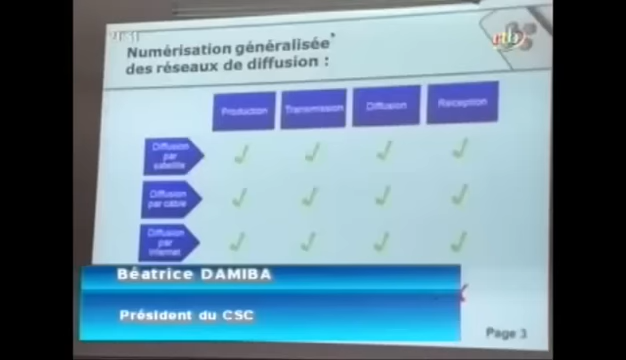 Numérisation généralisée
des réseaux de diffusion :
Production Transmission Diffusion Reception
Diffusion
par
satellite
Diffusion
par câble
Diffusion
par
Internet
Béatrice DAMIBA
Président du CSC
Page 3